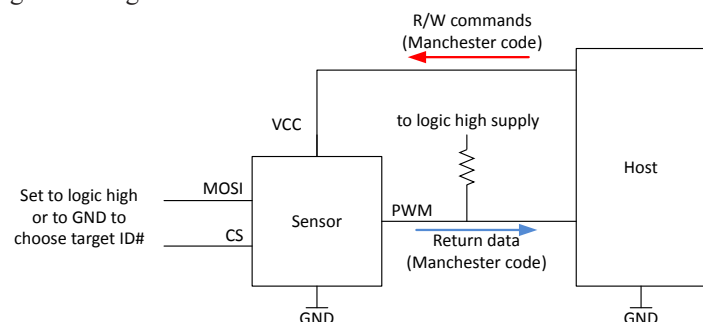 R/W commands
(Manchester code)
VCC
to logic high supply
Host
Set to logic high
or to GND to
choose target ID#
MOSI
CS
Sensor
PWM
Return data
(Manchester code)
GND
GND